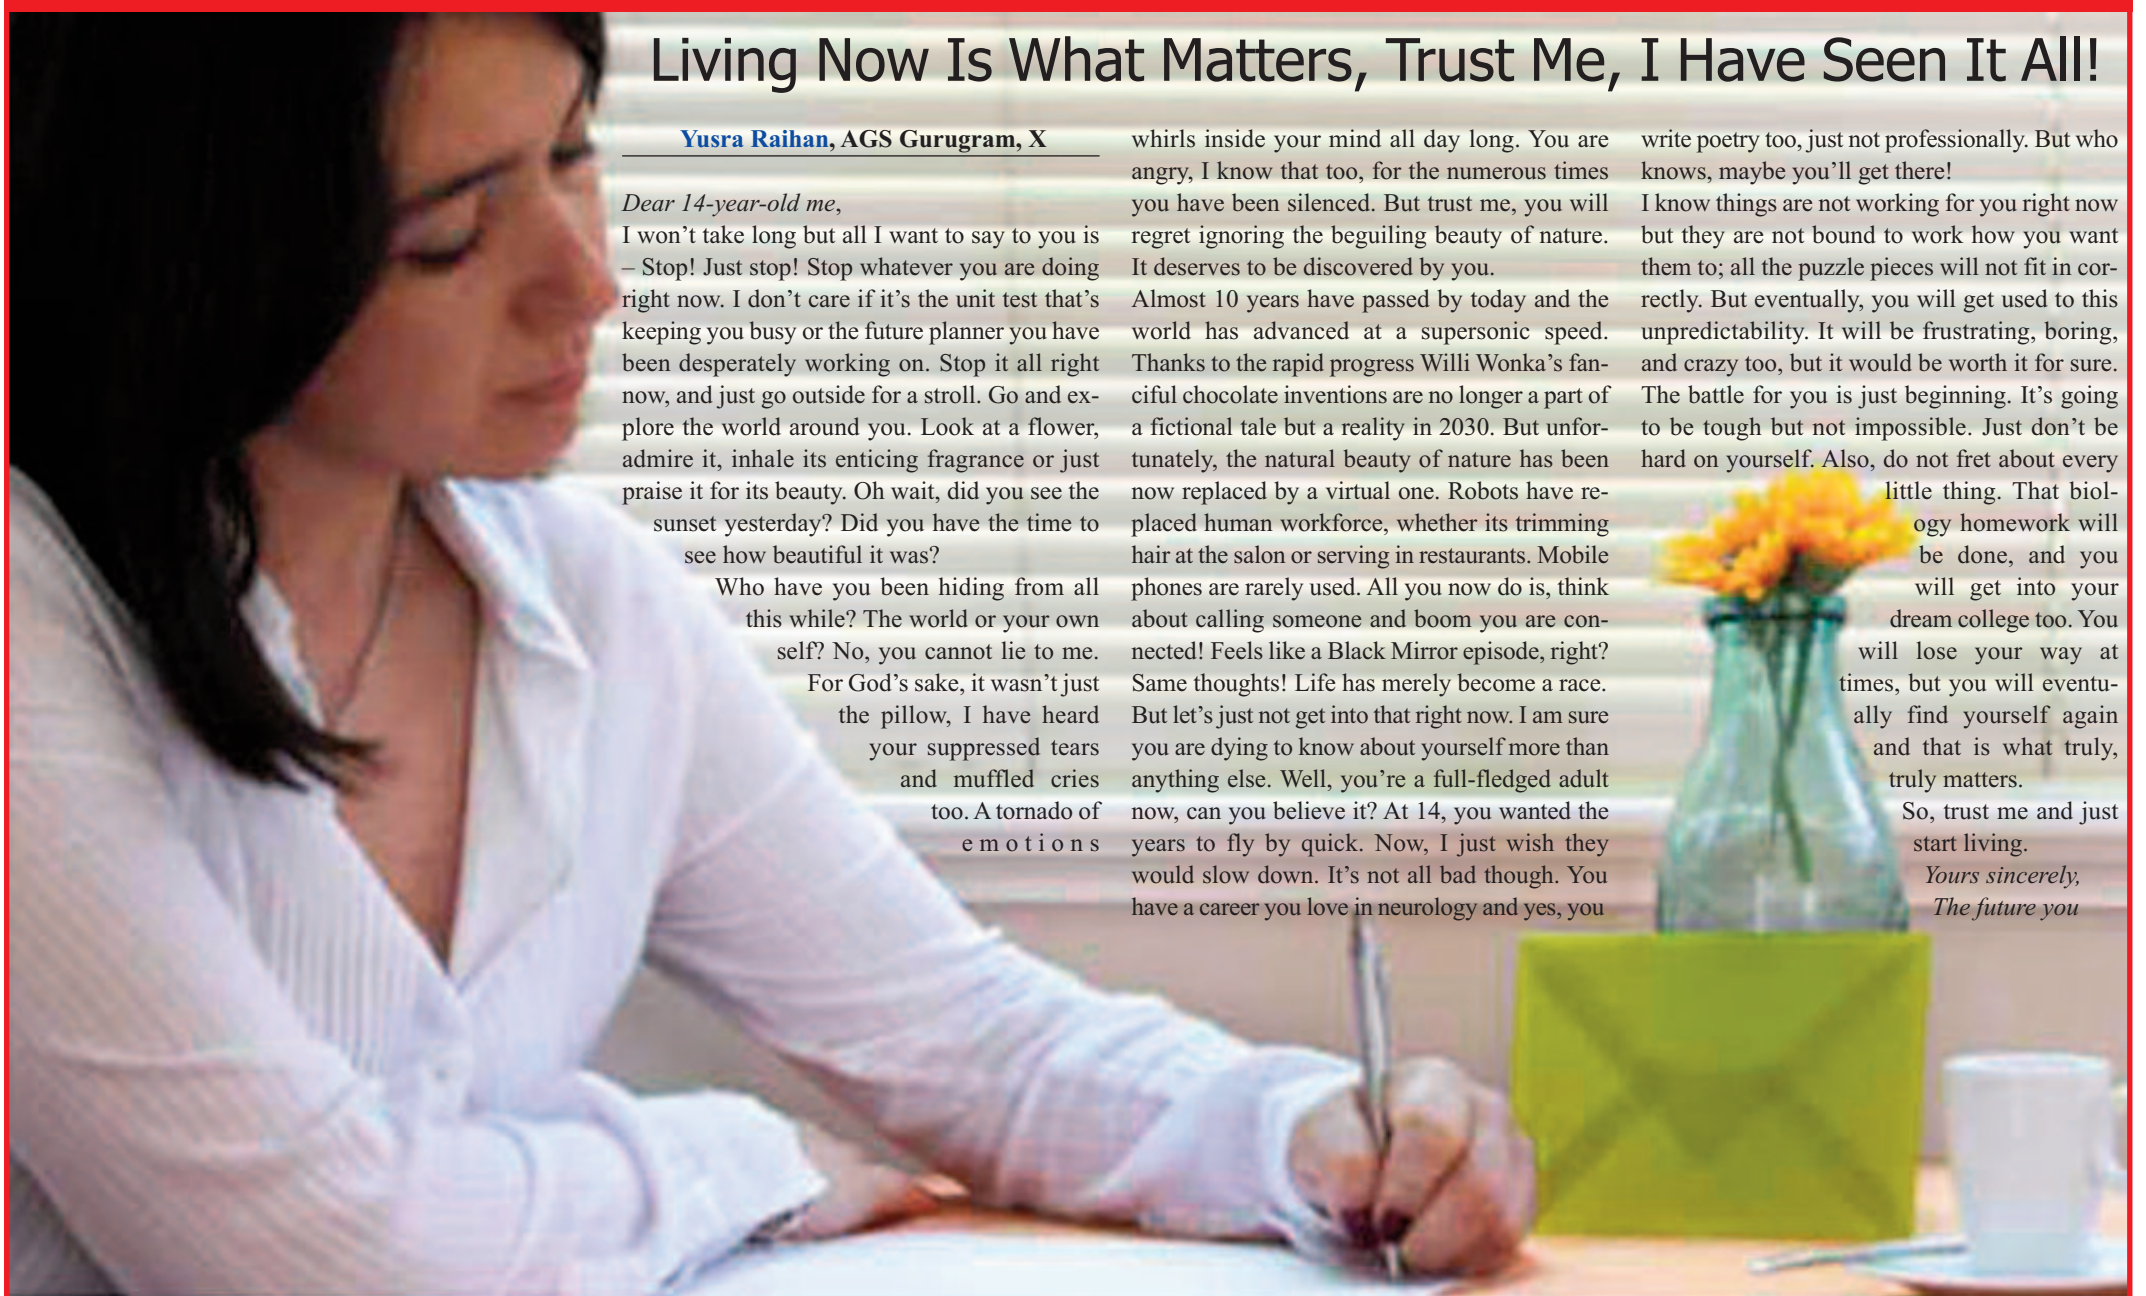 Living Now Is What Matters, Trust Me, I Have Seen It All!
Yusra Raihan, AGS Gurugram, X
Dear 14-year-old me,
I won't take long but all I want to say to you is
– Stop! Just stop! Stop whatever you are doing
right now. I don't care if it's the unit test that's
keeping you busy or the future planner you have
been desperately working on. Stop it all right
now, and just go outside for a stroll. Go and ex-
plore the world around you. Look at a flower,
admire it, inhale its enticing fragrance or just
praise it for its beauty. Oh wait, did you see the
sunset yesterday? Did you have the time to
see how beautiful it was?
Who have you been hiding from all
this while? The world or your own
self? No, you cannot lie to me.
For God's sake, it wasn't just
the pillow, I have heard
your suppressed tears
and muffled cries
too. A tornado of
emotions
whirls inside your mind all day long. You are
angry, I know that too, for the numerous times
you have been silenced. But trust me, you will
regret ignoring the beguiling beauty of nature.
It deserves to be discovered by you.
Almost 10 years have passed by today and the
world has advanced at a supersonic speed.
Thanks to the rapid progress Willi Wonka's fan-
ciful chocolate inventions are no longer a part of
a fictional tale but a reality in 2030. But unfor-
tunately, the natural beauty of nature has been
now replaced by a virtual one. Robots have re-
placed human workforce, whether its trimming
hair at the salon or serving in restaurants. Mobile
phones are rarely used. All you now do is, think
about calling someone and boom you are con-
nected! Feels like a Black Mirror episode, right?
Same thoughts! Life has merely become a race.
But let's just not get into that right now. I am sure
you are dying to know about yourself more than
anything else. Well, you're a full-fledged adult
now, can you believe it? At 14, you wanted the
years to fly by quick. Now, I just wish they
would slow down. It's not all bad though. You
have a career you love in neurology and yes, you
write poetry too, just not professionally. But who
knows, maybe you'll get there!
I know things are not working for you right now
but they are not bound to work how you want
them to; all the puzzle pieces will not fit in cor-
rectly. But eventually, you will get used to this
unpredictability. It will be frustrating, boring,
and crazy too, but it would be worth it for sure.
The battle for you is just beginning. It's going
to be tough but not impossible. Just don't be
hard on yourself. Also, do not fret about every
little thing. That biol-
ogy homework will
be done, and you
will get into your
dream college too. You
will lose your way at
times, but you will eventu-
ally find yourself again
and that is what truly,
truly matters.
So, trust me and just
start living.
Yours sincerely,
The future you